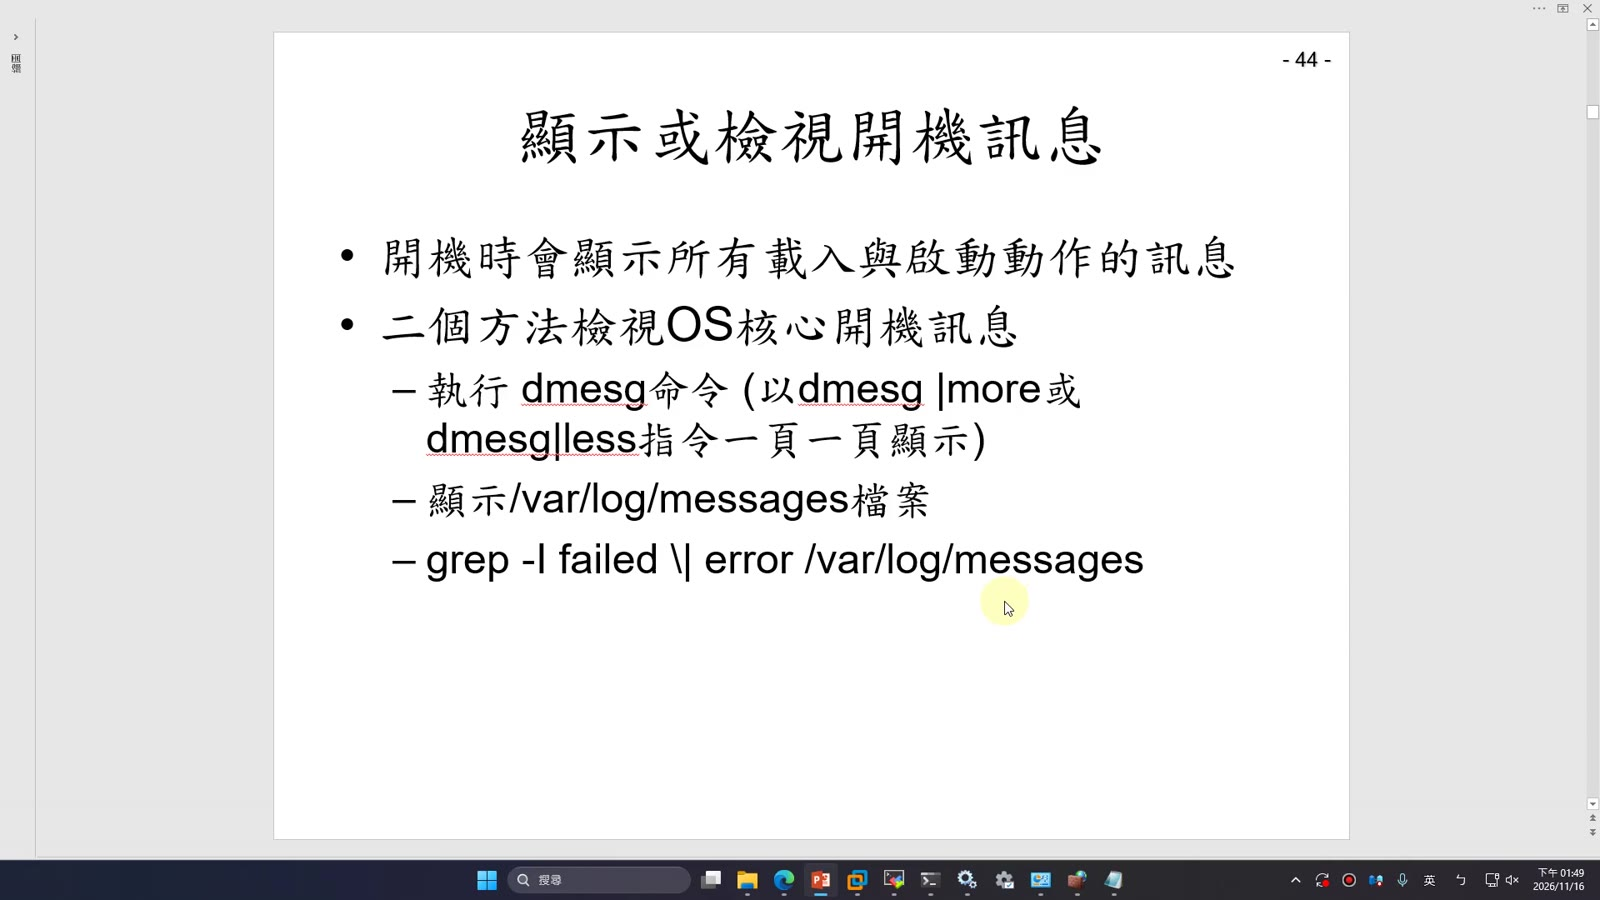 - 44 -
顯示或檢視開機訊息
• 開機時會顯示所有載入與啟動動作的訊息
• 二個方法檢視OS核心開機訊息
– 執行 dmesg命令 (以dmesg |more或
dmesg|less指令一頁一頁顯示)
– 顯示/var/log/messages檔案
– grep -l failed \| error /var/log/messages
搜尋
英
ㄅ
下午 01:49
2026/11/16